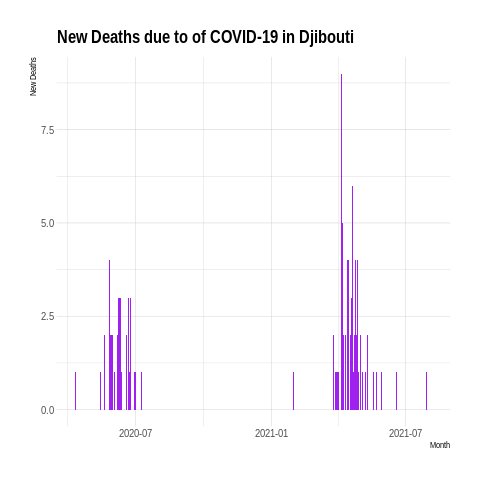 New Deaths due to of COVID-19 in Djibouti
New Deaths
7.5
5.0
2.5
0.0
2020-07
2021-01
2021-07
Month